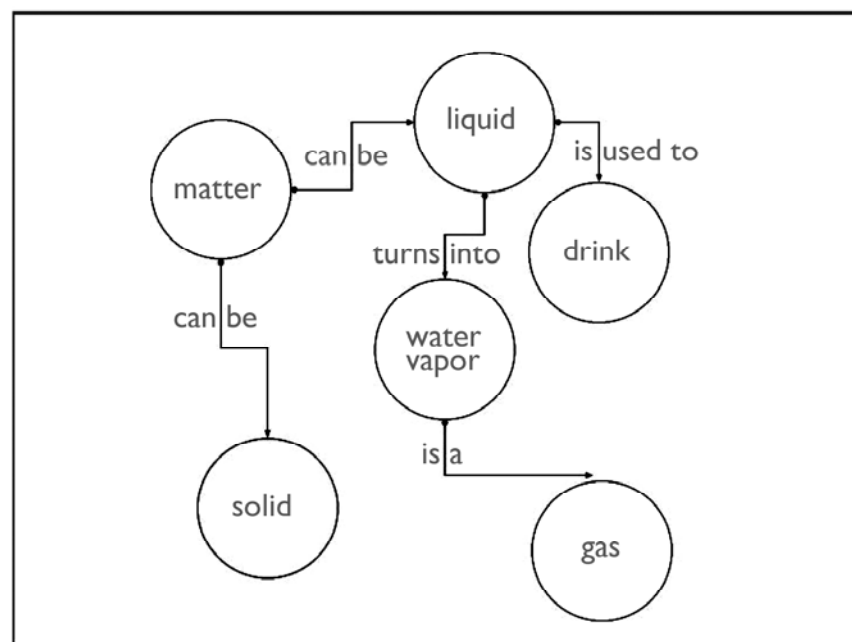 liquid
can be
is used to
matter
turns into
drink
can be
water
vapor
is a
solid
gas